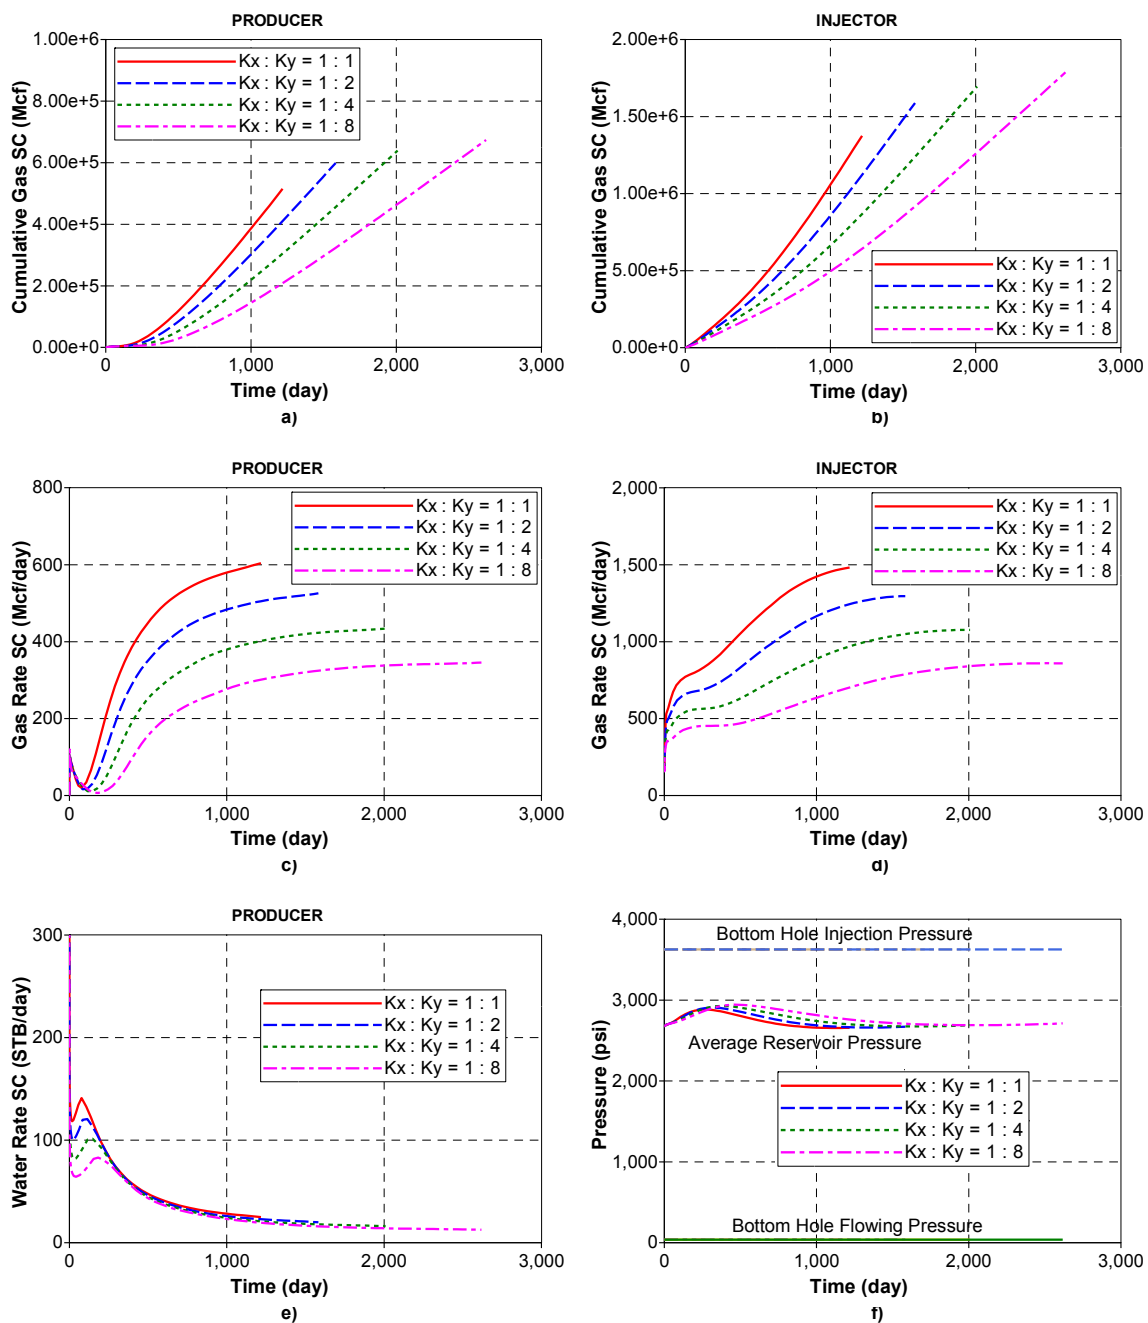 PRODUCER
1.00e+6
8.00e+5
6.00e+5
4.00e+5
2.00e+5
0.00e+0
Cumulative Gas SC (Mcf)
Kx : Ky = 1 : 1
Kx : Ky = 1 : 2
Kx : Ky = 1 : 4
Kx : Ky = 1 : 8
0 1,000 2,000 3,000
Time (day)
a)
INJECTOR
2.00e+6
1.50e+6
1.00e+6
5.00e+5
0.00e+0
Cumulative Gas SC (Mcf)
Kx : Ky = 1 : 1
Kx : Ky = 1 : 2
Kx : Ky = 1 : 4
Kx : Ky = 1 : 8
0 1,000 2,000 3,000
Time (day)
b)
PRODUCER
800
600
400
200
0
Gas Rate SC (Mcf/day)
Kx : Ky = 1 : 1
Kx : Ky = 1 : 2
Kx : Ky = 1 : 4
Kx : Ky = 1 : 8
0 1,000 2,000 3,000
Time (day)
c)
INJECTOR
2,000
1,500
1,000
500
0
Gas Rate SC (Mcf/day)
Kx : Ky = 1 : 1
Kx : Ky = 1 : 2
Kx : Ky = 1 : 4
Kx : Ky = 1 : 8
0 1,000 2,000 3,000
Time (day)
d)
PRODUCER
300
200
100
0
Water Rate SC (STB/day)
Kx : Ky = 1 : 1
Kx : Ky = 1 : 2
Kx : Ky = 1 : 4
Kx : Ky = 1 : 8
0 1,000 2,000 3,000
Time (day)
e)
4,000
3,000
2,000
1,000
0
Pressure (psi)
Bottom Hole Injection Pressure
Average Reservoir Pressure
Kx : Ky = 1 : 1
Kx : Ky = 1 : 2
Kx : Ky = 1 : 4
Kx : Ky = 1 : 8
Bottom Hole Flowing Pressure
0 1,000 2,000 3,000
Time (day)
f)